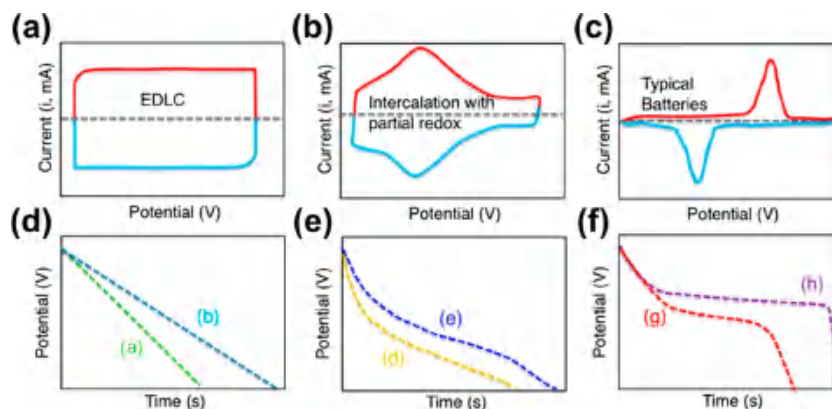 (a)
Current (i, mA)
EDLC
Potential (V)
(b)
Current (i, mA)
Intercalation with
partial redox
Potential (V)
(c)
Current (i, mA)
Typical
Batteries
Potential (V)
(d)
Potential (V)
(b)
(a)
Time (s)
(e)
Potential (V)
(e)
(d)
Time (s)
(f)
Potential (V)
(h)
(g)
Time (s)